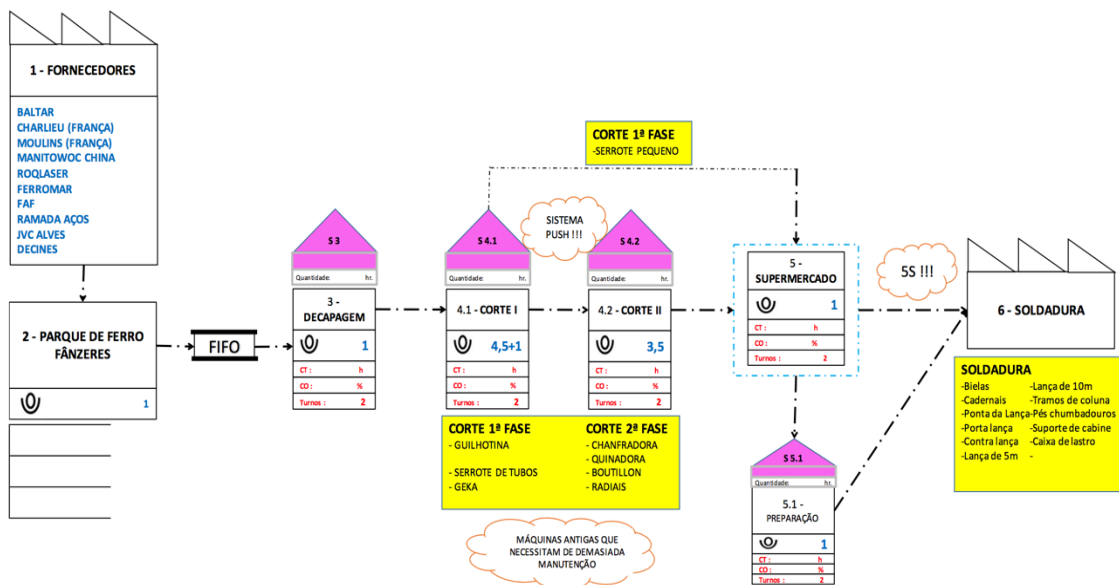 1 - FORNECEDORES
BALTAR
CHARLIEU (FRANÇA)
MOULINS (FRANÇA)
MANITOWOC CHINA
ROQLASER
FERROMAR
FAF
RAMADA AÇOS
JVC ALVES
DECINES
2 - PARQUE DE FERRO
FÂNZERES
1
FIFO
S 3
Quantidade: hr.
3 -
DECAPAGEM
1
CT : h
CO : %
Turnos : 2
S 4.1
Quantidade: hr.
4.1 - CORTE I
4,5+1
CT : h
CO : %
Turnos : 2
SISTEMA
PUSH !!!
S 4.2
Quantidade: hr.
4.2 - CORTE II
3,5
CT : h
CO : %
Turnos : 2
CORTE 1ª FASE
-SERROTE PEQUENO
CORTE 1ª FASE
- GUILHOTINA
- SERROTE DE TUBOS
- GEKA
CORTE 2ª FASE
- CHANFRADORA
- QUINADORA
- BOUTILLON
- RADIAIS
MÁQUINAS ANTIGAS QUE
NECESSITAM DE DEMASIADA
MANUTENÇÃO
5 -
SUPERMERCADO
1
CT : h
CO : %
Turnos : 2
S 5.1
Quantidade: hr.
5.1 -
PREPARAÇÃO
1
CT : h
CO : %
Turnos : 2
5S !!!
6 - SOLDADURA
SOLDADURA
-Bielas -Lança de 10m
-Cadernais -Tramos de coluna
-Ponta da Lança -Pés chumbadouros
-Porta lança -Suporte de cabine
-Contra lança -Caixa de lastro
-Lança de 5m -